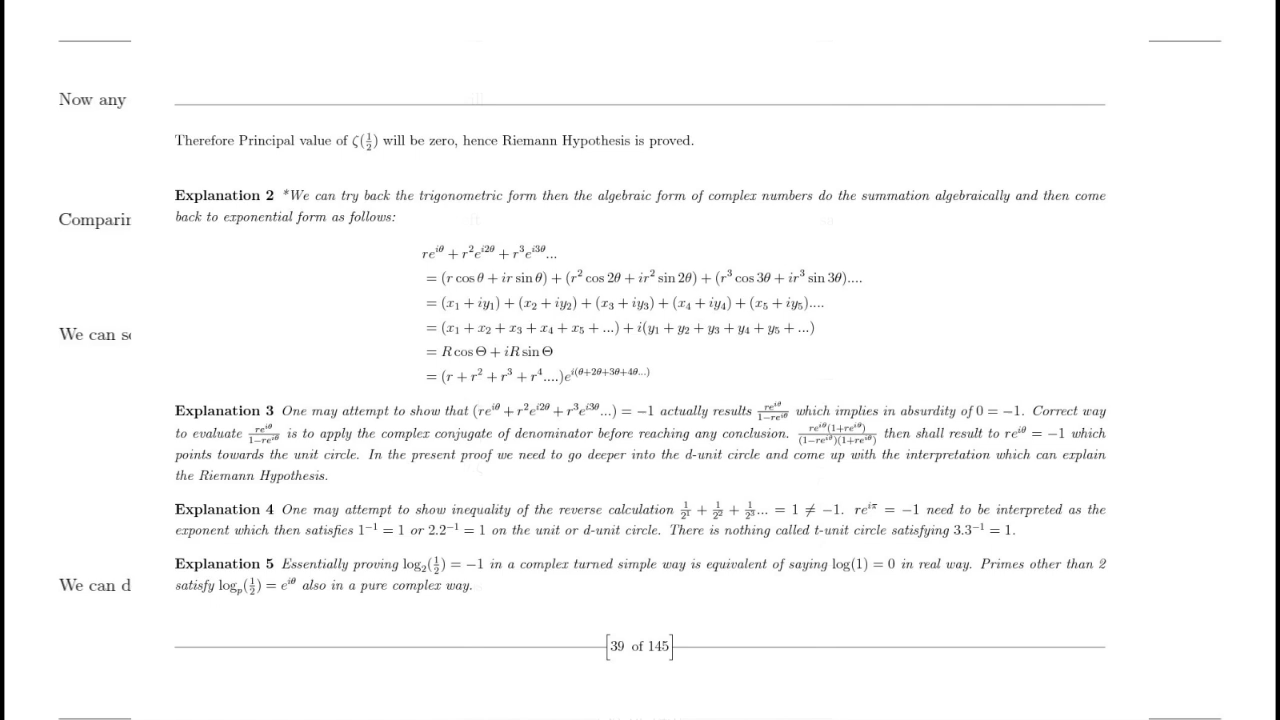 Now any
Therefore Principal value of ζ(1/2) will be zero, hence Riemann Hypothesis is proved.
Explanation 2 *We can try back the trigonometric form then the algebraic form of complex numbers do the summation algebraically and then come
Comparin
back to exponential form as follows:
re^{iθ} + r^2e^{i2θ} + r^3e^{i3θ}...
= (r cos θ + ir sin θ) + (r^2 cos 2θ + ir^2 sin 2θ) + (r^3 cos 3θ + ir^3 sin 3θ)....
= (x_1 + iy_1) + (x_2 + iy_2) + (x_3 + iy_3) + (x_4 + iy_4) + (x_5 + iy_5)....
= (x_1 + x_2 + x_3 + x_4 + x_5 + ...) + i(y_1 + y_2 + y_3 + y_4 + y_5 + ...)
We can se
= R cos Θ + iR sin Θ
= (r + r^2 + r^3 + r^4....)e^{i(θ+2θ+3θ+4θ...)}
Explanation 3 One may attempt to show that (re^{iθ} + r^2e^{i2θ} + r^3e^{i3θ}...) = −1 actually results re^{iθ}/(1−re^{iθ}) which implies in absurdity of 0 = −1. Correct way
to evaluate re^{iθ}/(1−re^{iθ}) is to apply the complex conjugate of denominator before reaching any conclusion. re^{iθ}(1+re^{iθ})/((1−re^{iθ})(1+re^{iθ})) then shall result to re^{iθ} = −1 which
points towards the unit circle. In the present proof we need to go deeper into the d-unit circle and come up with the interpretation which can explain
the Riemann Hypothesis.
Explanation 4 One may attempt to show inequality of the reverse calculation 1/2^1 + 1/2^2 + 1/2^3... = 1 ≠ −1. re^{iπ} = −1 need to be interpreted as the
exponent which then satisfies 1^{−1} = 1 or 2.2^{−1} = 1 on the unit or d-unit circle. There is nothing called t-unit circle satisfying 3.3^{−1} = 1.
Explanation 5 Essentially proving log_2(1/2) = −1 in a complex turned simple way is equivalent of saying log(1) = 0 in real way. Primes other than 2
We can d
satisfy log_p(1/2) = e^{iθ} also in a pure complex way.
[39 of 145]